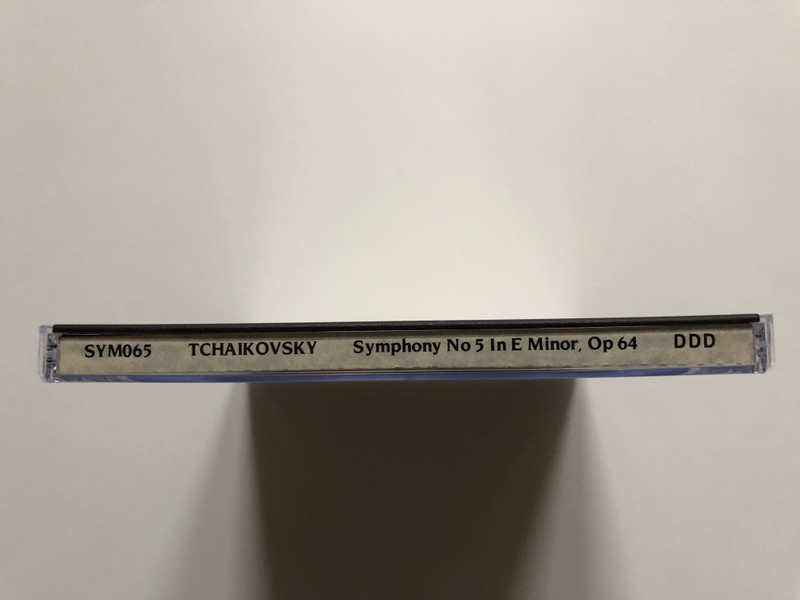 SYM065 TCHAIKOVSKY Symphony No 5 In E Minor, Op 64 DDD